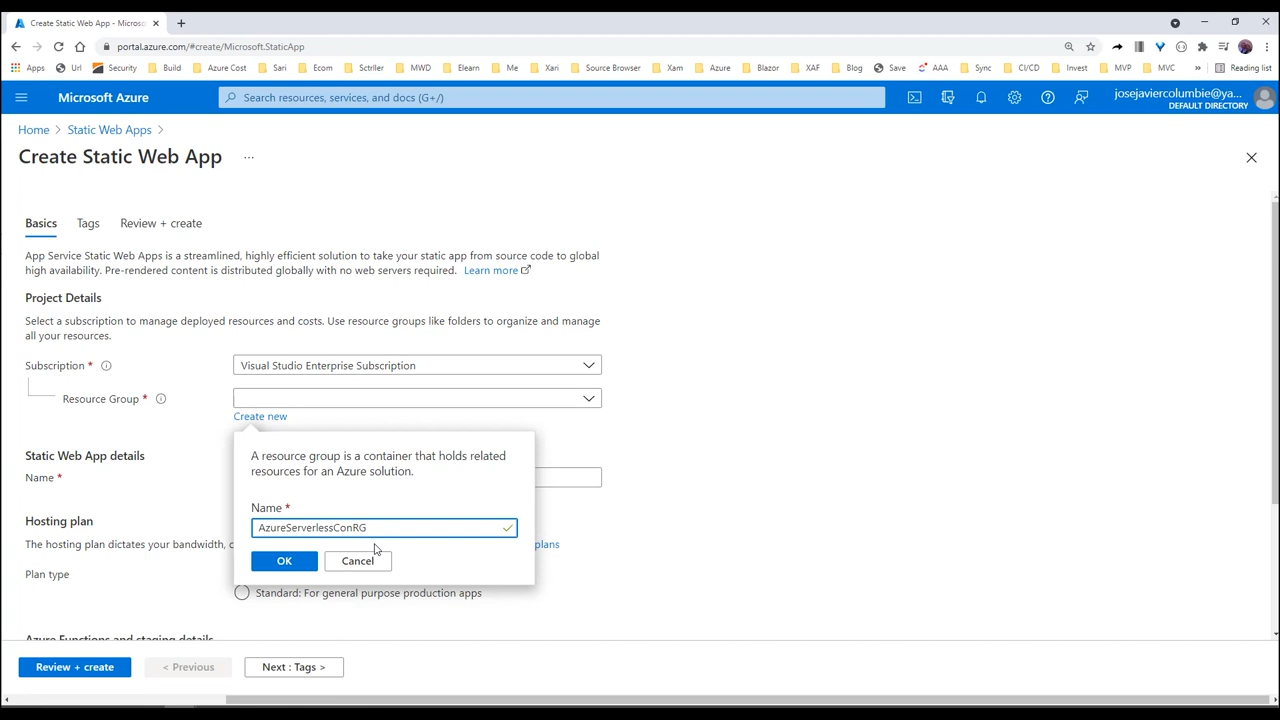 Create Static Web App - Microso
portal.azure.com/#create/Microsoft.StaticApp
Apps Url Security Build Azure Cost Sari Ecom Sctrller MWD Elearn Me Xari Source Browser Xam Azure Blazor XAF Blog Save AAA Sync CI/CD Invest MVP MVC » Reading list
Microsoft Azure
Search resources, services, and docs (G+/)
josejaviercolumbie@ya...
DEFAULT DIRECTORY
Home > Static Web Apps >
Create Static Web App ...
Basics Tags Review + create
App Service Static Web Apps is a streamlined, highly efficient solution to take your static app from source code to global
high availability. Pre-rendered content is distributed globally with no web servers required. Learn more
Project Details
Select a subscription to manage deployed resources and costs. Use resource groups like folders to organize and manage
all your resources.
Subscription * Visual Studio Enterprise Subscription
Resource Group *
Create new
A resource group is a container that holds related
resources for an Azure solution.
Name *
AzureServerlessConRG
OK Cancel
Static Web App details
Name *
Hosting plan
The hosting plan dictates your bandwidth, plans
Plan type
Standard: For general purpose production apps
Azure Functions and staging details
Review + create < Previous Next : Tags >